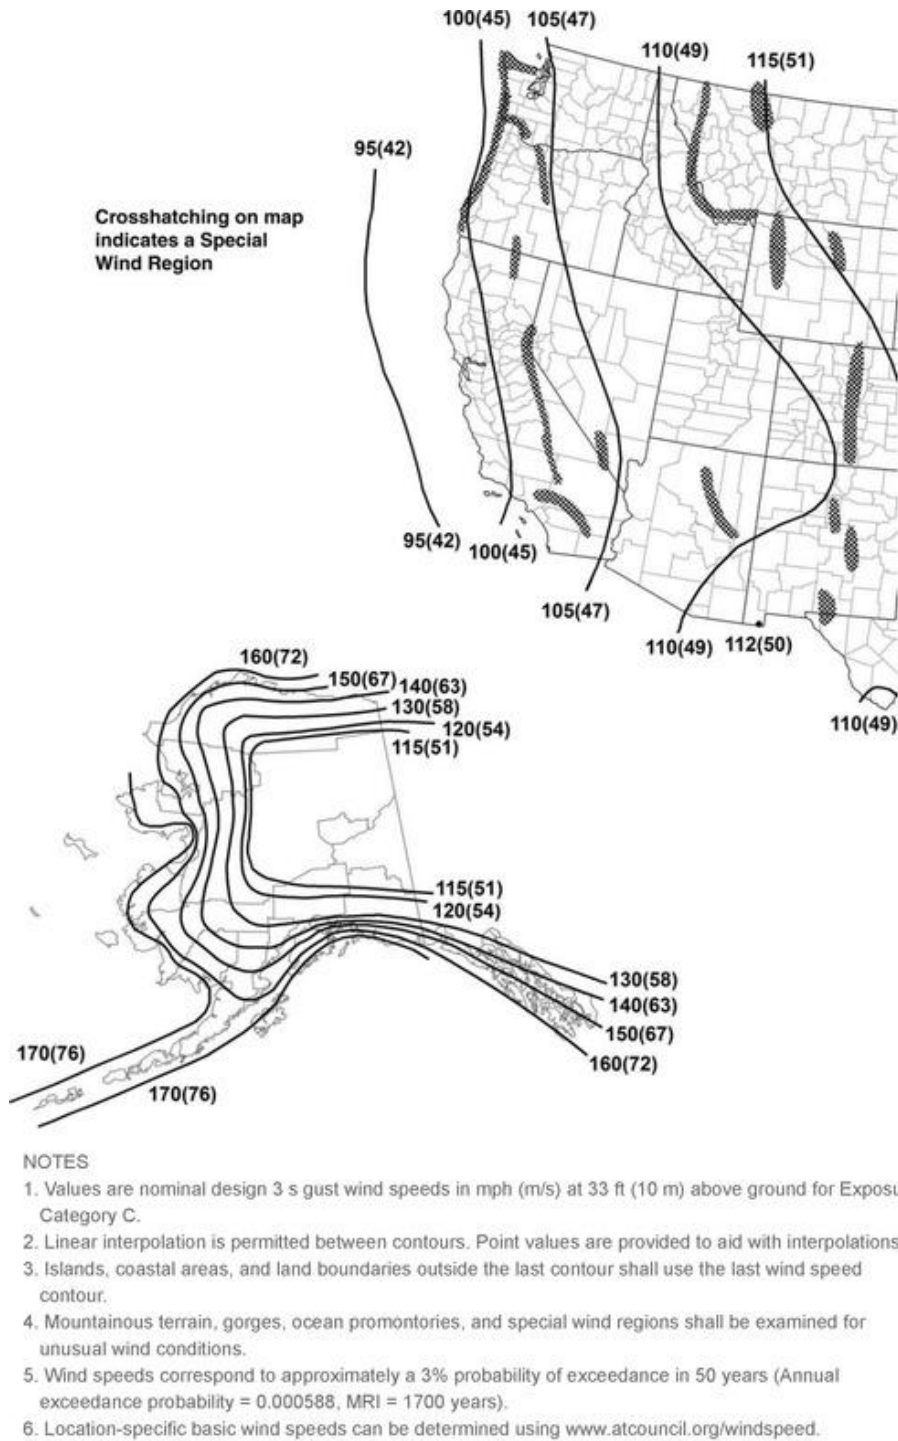 100(45) 105(47)
110(49)
115(51)
95(42)
Crosshatching on map
indicates a Special
Wind Region
95(42)
100(45)
105(47)
110(49)
112(50)
110(49)
160(72)
150(67)
140(63)
130(58)
120(54)
115(51)
115(51)
120(54)
130(58)
140(63)
150(67)
160(72)
170(76)
170(76)
NOTES
1. Values are nominal design 3 s gust wind speeds in mph (m/s) at 33 ft (10 m) above ground for Exposu
Category C.
2. Linear interpolation is permitted between contours. Point values are provided to aid with interpolations
3. Islands, coastal areas, and land boundaries outside the last contour shall use the last wind speed
contour.
4. Mountainous terrain, gorges, ocean promontories, and special wind regions shall be examined for
unusual wind conditions.
5. Wind speeds correspond to approximately a 3% probability of exceedance in 50 years (Annual
exceedance probability = 0.000588, MRI = 1700 years).
6. Location-specific basic wind speeds can be determined using www.atcouncil.org/windspeed.